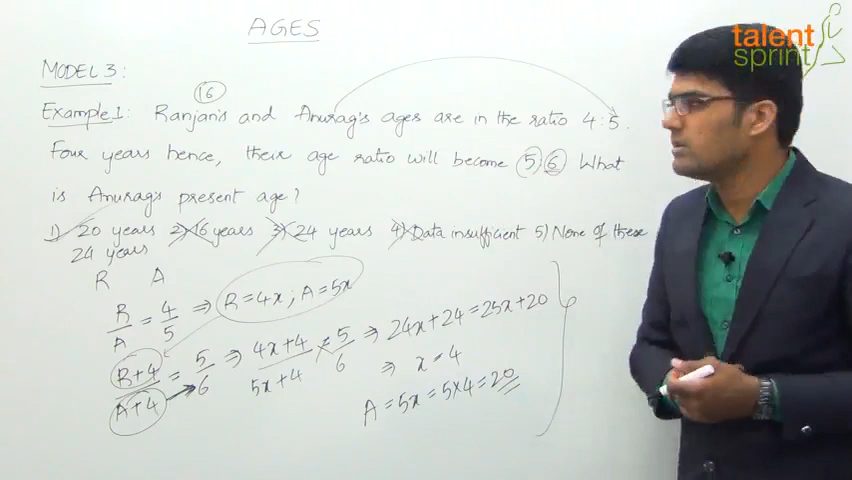 talent
sprint
AGES
MODEL 3:
16
Example 1: Ranjan's and Anurag's ages are in the ratio 4:5.
Four years hence, their age ratio will become 5:6. What
is Anurag's present age?
1) 20 years 2) 16 years 3) 24 years 4) Data insufficient 5) None of these
24 years
R A
R/A = 4/5 ⇒ R=4x; A=5x
R+4/A+4 = 5/6 ⇒ 4x+4/5x+4 = 5/6 ⇒ 24x+24=25x+20
⇒ x=4
A=5x=5×4=20